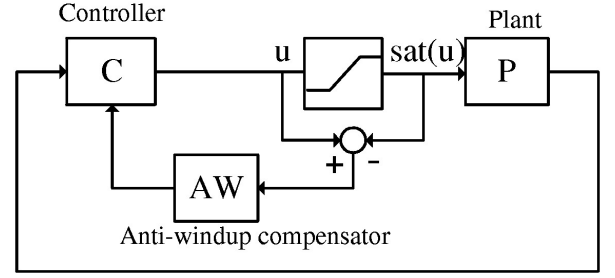 Controller
Plant
C
u
sat(u)
P
+
-
AW
Anti-windup compensator